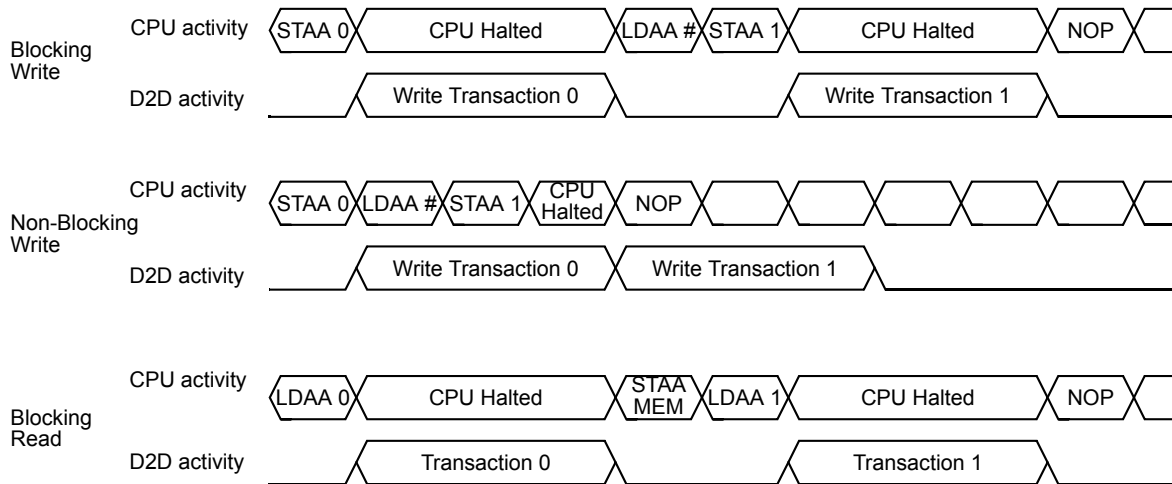 CPU activity STAA 0 CPU Halted LDAA # STAA 1 CPU Halted NOP
Blocking
Write
D2D activity Write Transaction 0 Write Transaction 1
CPU activity STAA 0 LDAA # STAA 1 CPU
Halted NOP
Non-Blocking
Write
D2D activity Write Transaction 0 Write Transaction 1
CPU activity LDAA 0 CPU Halted STAA
MEM LDAA 1 CPU Halted NOP
Blocking
Read
D2D activity Transaction 0 Transaction 1